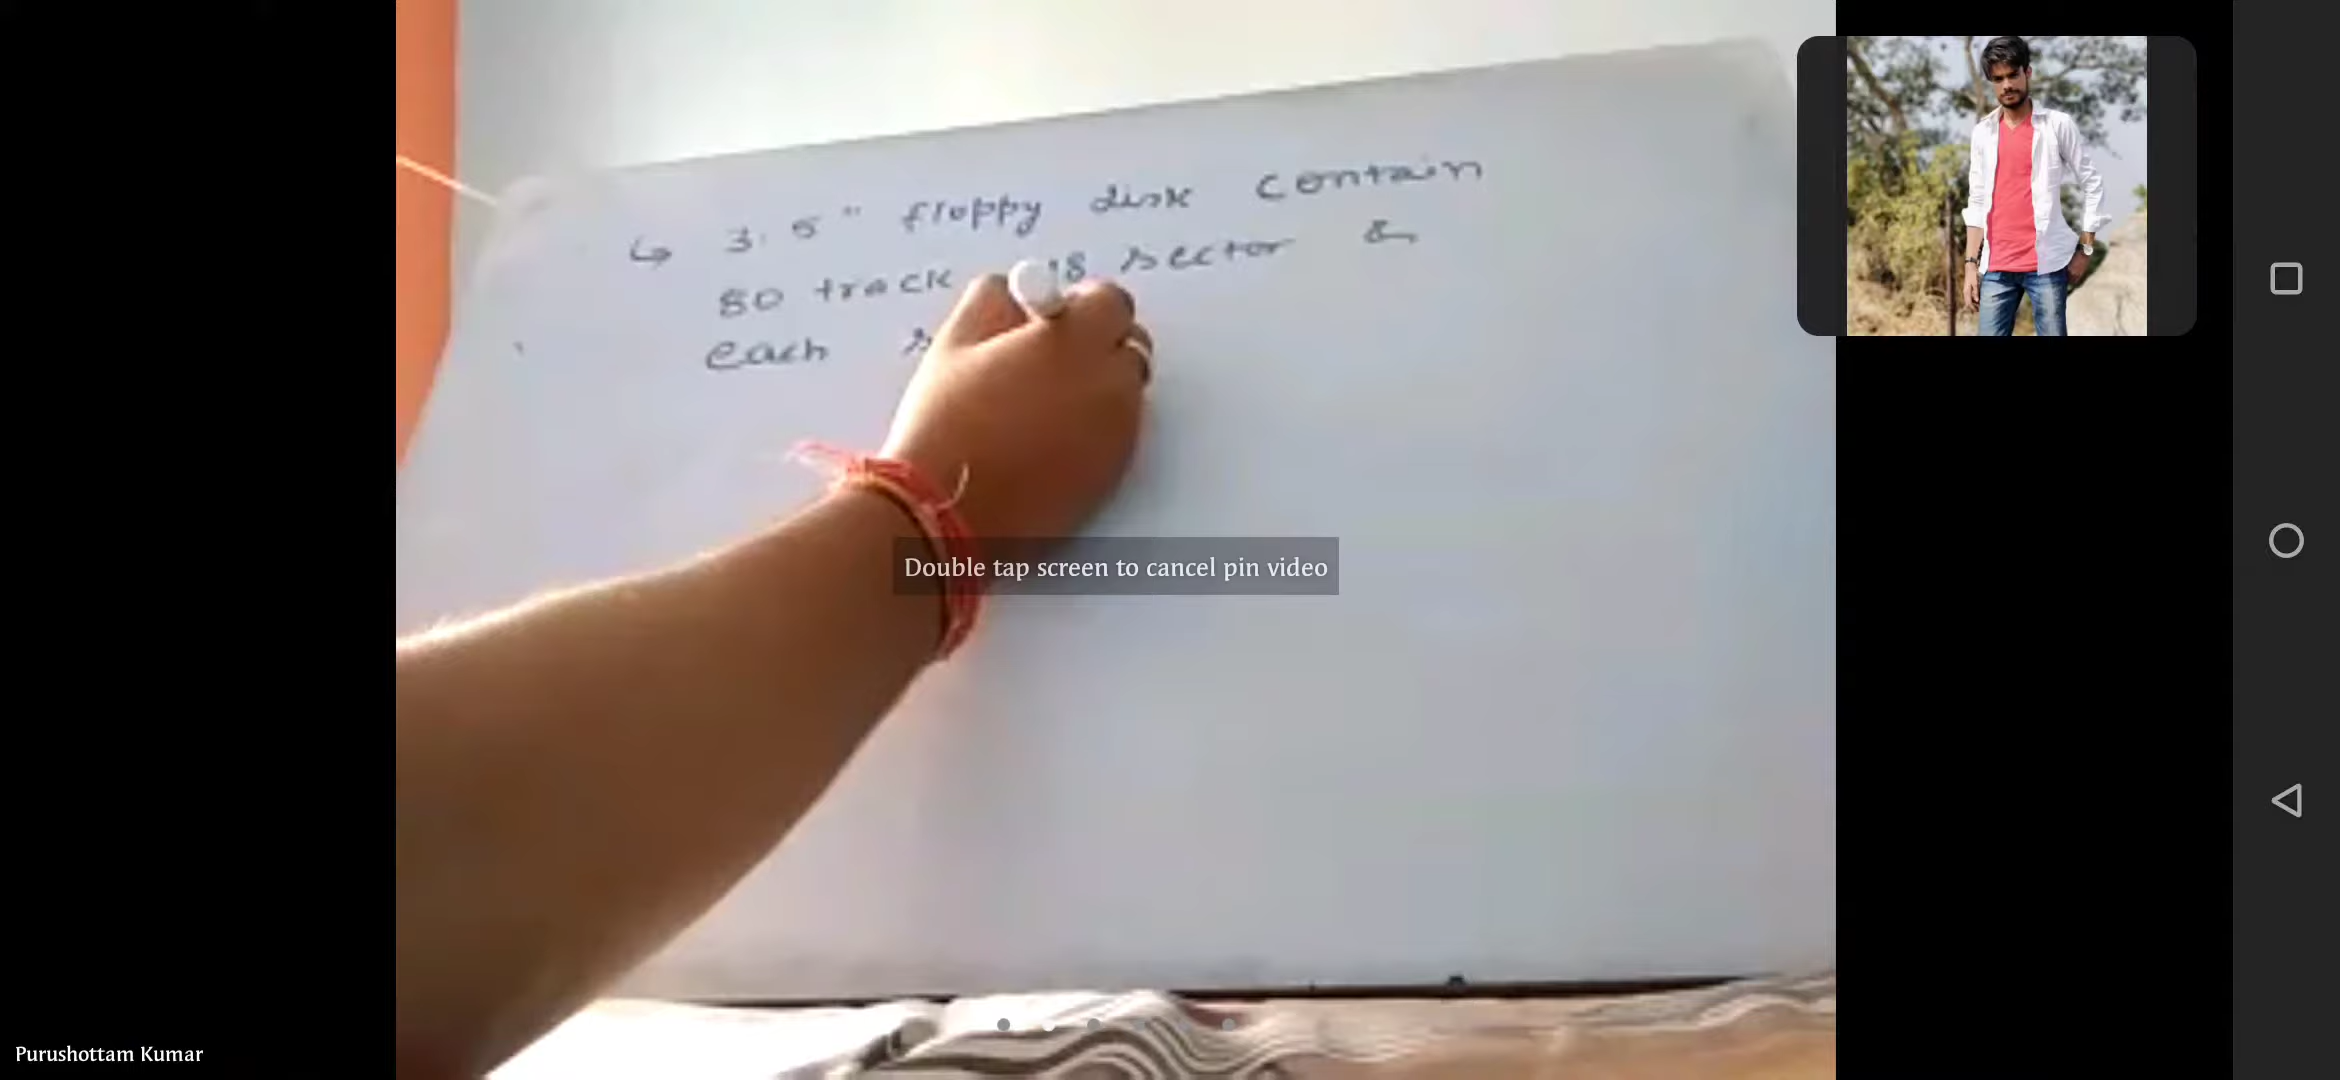 ↳ 3.5" floppy disk contain
80 track 18 sector &
each
Double tap screen to cancel pin video
Purushottam Kumar